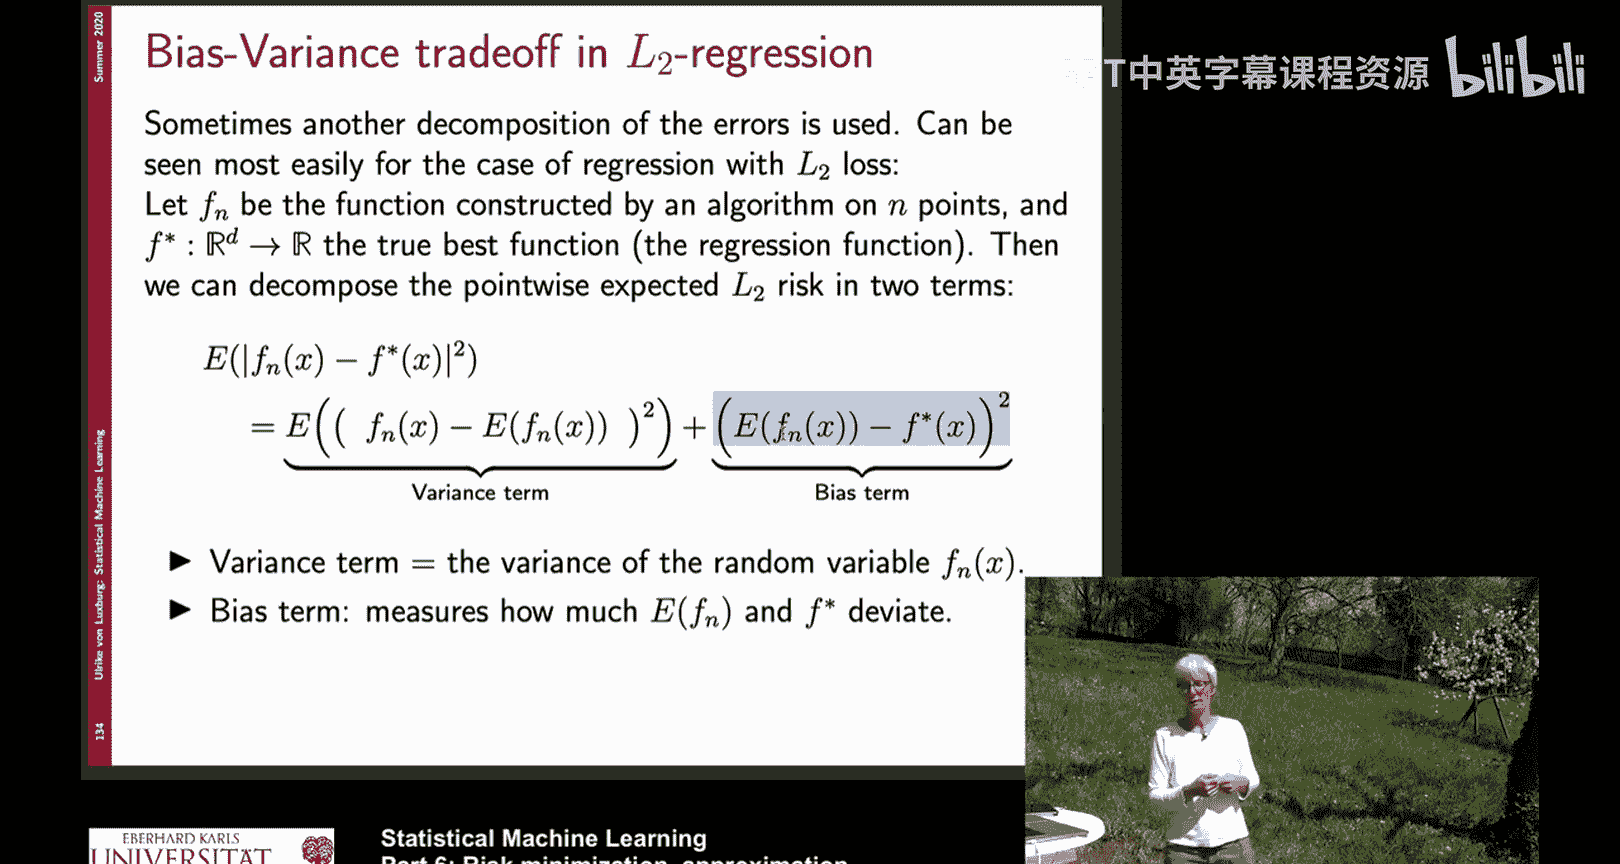 Summer 2020
Bias-Variance tradeoff in L₂-regression
T中英字幕课程资源 bilibili
Sometimes another decomposition of the errors is used. Can be
seen most easily for the case of regression with L₂ loss:
Let fₙ be the function constructed by an algorithm on n points, and
f* : ℝᵈ → ℝ the true best function (the regression function). Then
we can decompose the pointwise expected L₂ risk in two terms:
E(|fₙ(x) − f*(x)|²)
= E(( fₙ(x) − E(fₙ(x)) )²) + (E(fₙ(x)) − f*(x))²
Variance term Bias term
▶ Variance term = the variance of the random variable fₙ(x).
▶ Bias term: measures how much E(fₙ) and f* deviate.
Ulrike von Luxburg: Statistical Machine Learning
134
EBERHARD KARLS
UNIVERSITÄT
Statistical Machine Learning
Part 6: Risk minimization, approximation